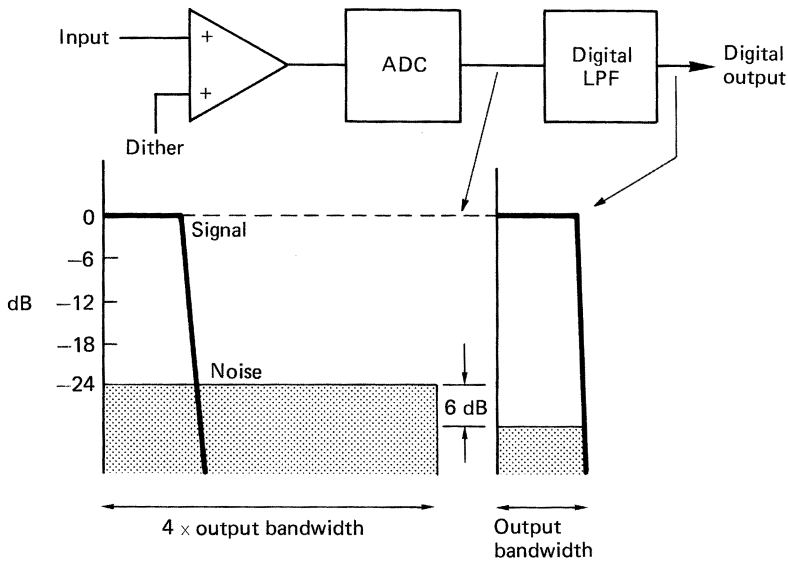 Input
+
+
Dither
ADC
Digital
LPF
Digital
output
0
−6
dB
−12
−18
−24
Signal
Noise
6 dB
4 × output bandwidth
Output
bandwidth